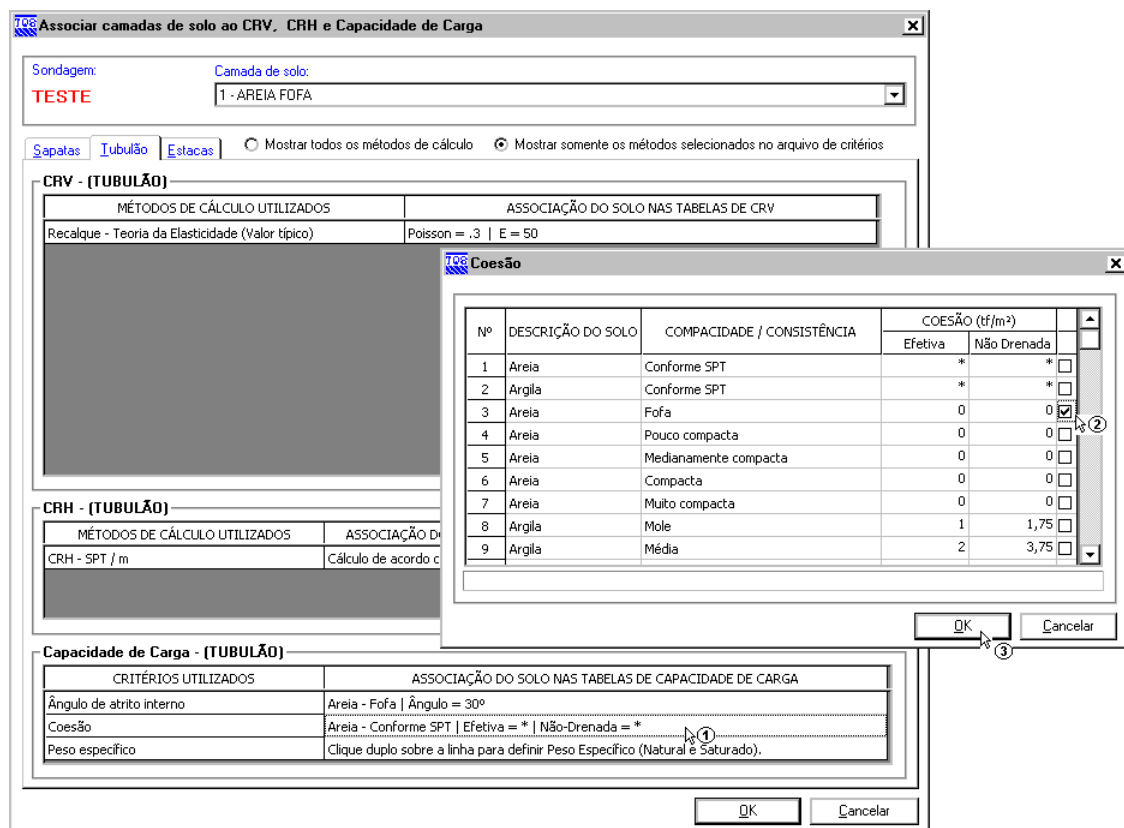 TQS Associar camadas de solo ao CRV, CRH e Capacidade de Carga
Sondagem: Camada de solo:
TESTE 1 - AREIA FOFA
Sapatas Tubulão Estacas Mostrar todos os métodos de cálculo Mostrar somente os métodos selecionados no arquivo de critérios
CRV - (TUBULÃO)
MÉTODOS DE CÁLCULO UTILIZADOS ASSOCIAÇÃO DO SOLO NAS TABELAS DE CRV
Recalque - Teoria da Elasticidade (Valor típico) Poisson = .3 | E = 50
TQS Coesão
Nº DESCRIÇÃO DO SOLO COMPACIDADE / CONSISTÊNCIA COESÃO (tf/m²)
Efetiva Não Drenada
1 Areia Conforme SPT * *
2 Argila Conforme SPT * *
3 Areia Fofa 0 0
②
4 Areia Pouco compacta 0 0
5 Areia Medianamente compacta 0 0
6 Areia Compacta 0 0
7 Areia Muito compacta 0 0
8 Argila Mole 1 1,75
9 Argila Média 2 3,75
OK Cancelar
③
CRH - (TUBULÃO)
MÉTODOS DE CÁLCULO UTILIZADOS ASSOCIAÇÃO D
CRH - SPT / m Cálculo de acordo c
Capacidade de Carga - (TUBULÃO)
CRITÉRIOS UTILIZADOS ASSOCIAÇÃO DO SOLO NAS TABELAS DE CAPACIDADE DE CARGA
Ângulo de atrito interno Areia - Fofa | Ângulo = 30º
Coesão Areia - Conforme SPT | Efetiva = * | Não-Drenada = * ①
Peso específico Clique duplo sobre a linha para definir Peso Específico (Natural e Saturado).
OK Cancelar